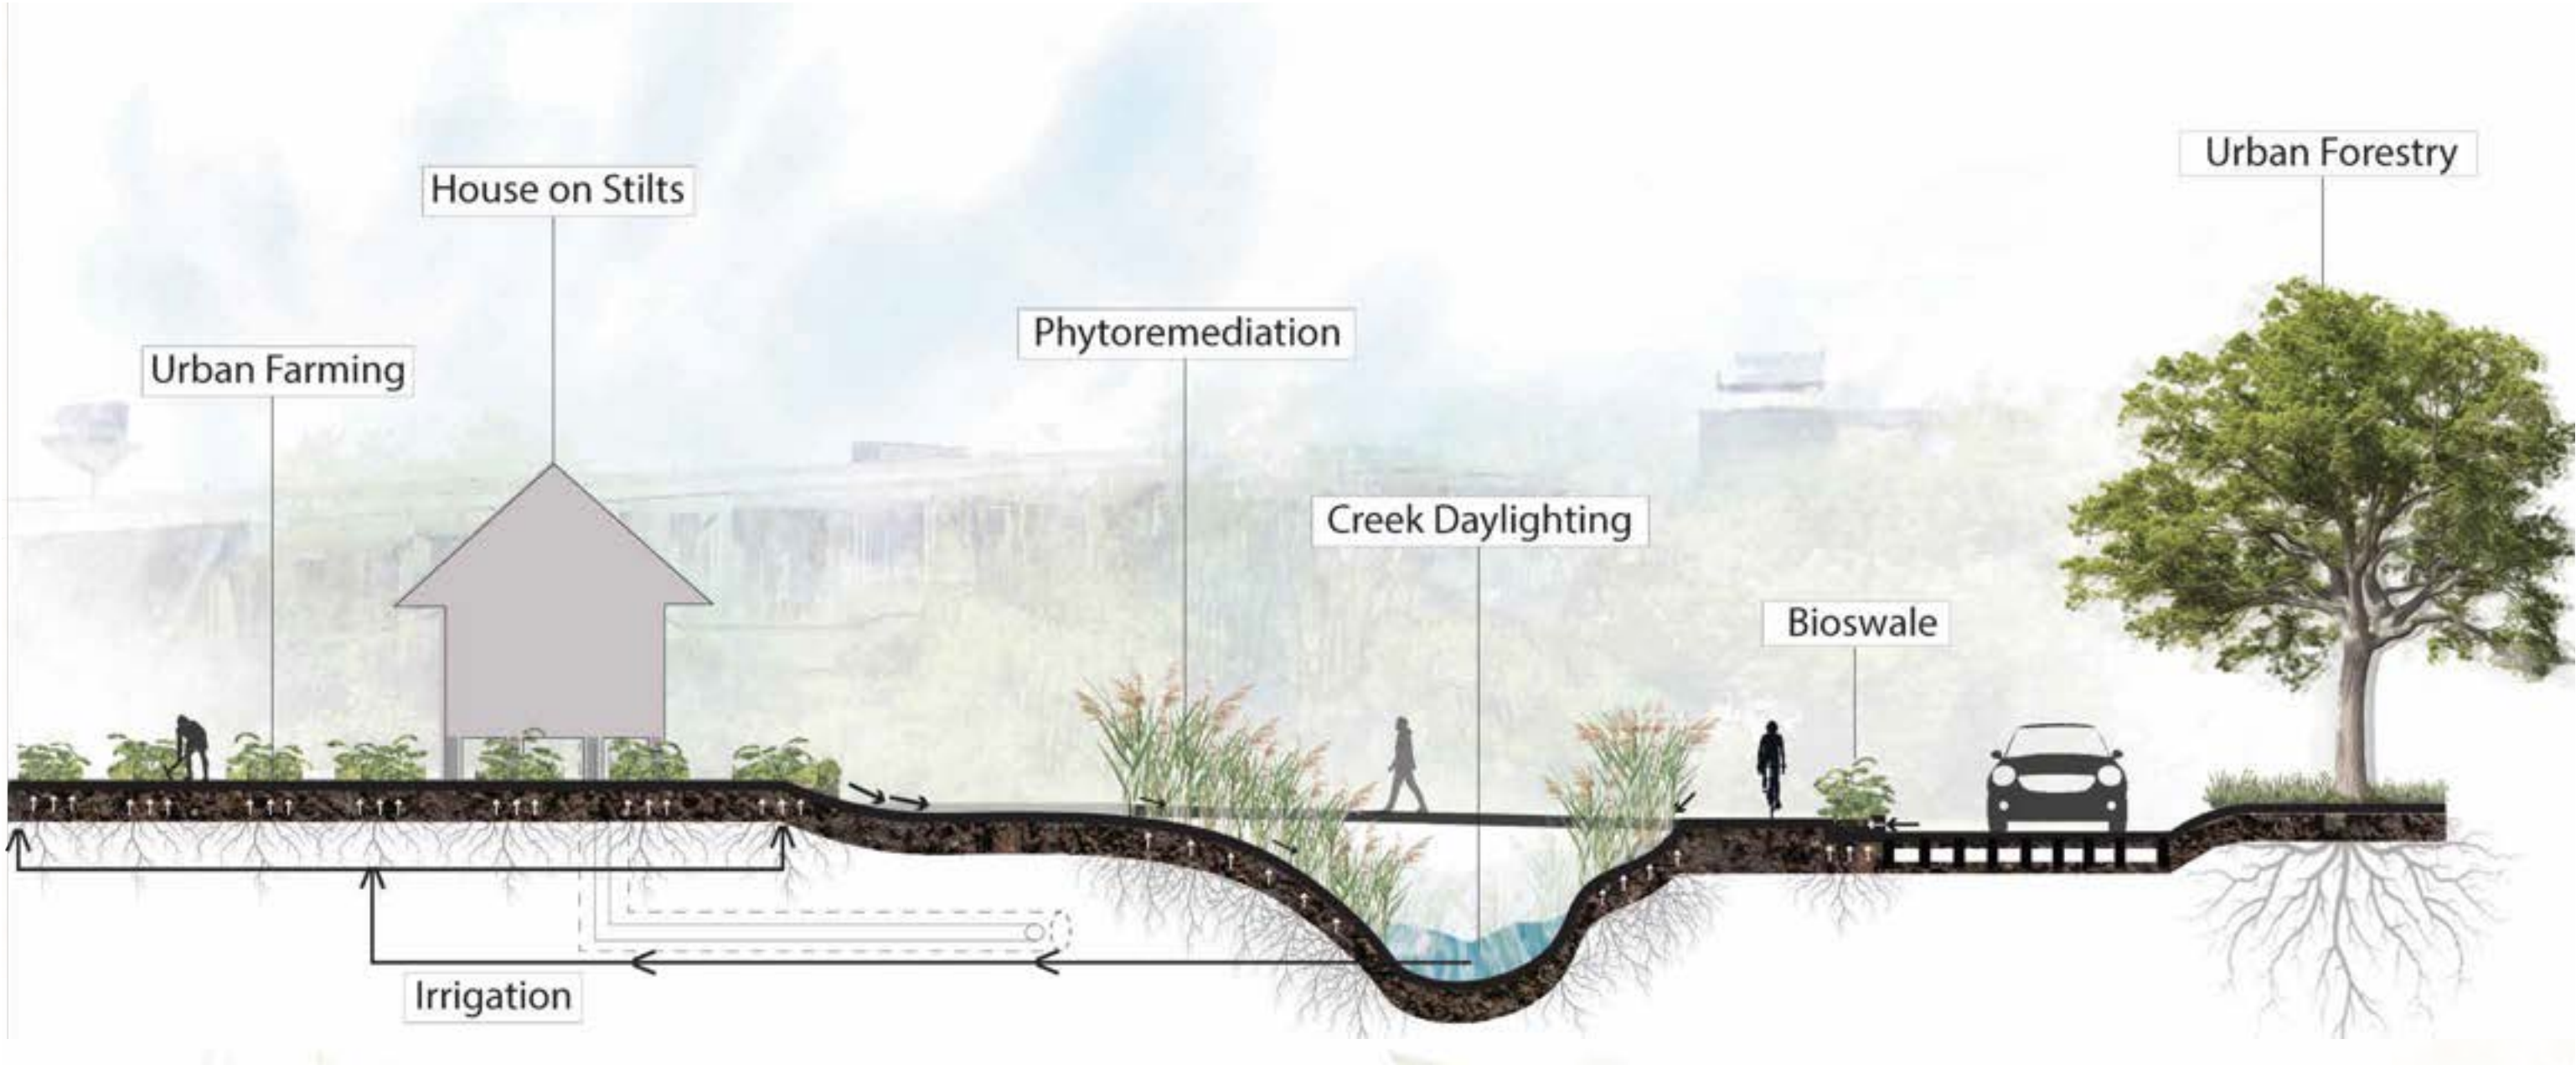 Urban Forestry
House on Stilts
Phytoremediation
Urban Farming
Creek Daylighting
Bioswale
Irrigation